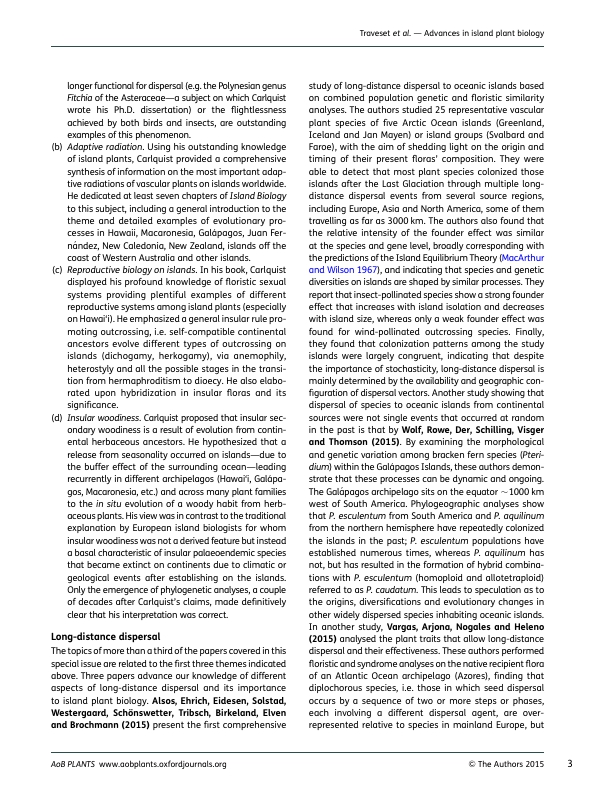 Traveset et al. — Advances in island plant biology
longer functional for dispersal (e.g. the Polynesian genus
Fitchia of the Asteraceae—a subject on which Carlquist
wrote his Ph.D. dissertation) or the flightlessness
achieved by both birds and insects, are outstanding
examples of this phenomenon.
(b) Adaptive radiation. Using his outstanding knowledge
of island plants, Carlquist provided a comprehensive
synthesis of information on the most important adap-
tive radiations of vascular plants on islands worldwide.
He dedicated at least seven chapters of Island Biology
to this subject, including a general introduction to the
theme and detailed examples of evolutionary pro-
cesses in Hawaii, Macaronesia, Galápagos, Juan Fer-
nández, New Caledonia, New Zealand, islands off the
coast of Western Australia and other islands.
(c) Reproductive biology on islands. In his book, Carlquist
displayed his profound knowledge of floristic sexual
systems providing plentiful examples of different
reproductive systems among island plants (especially
on Hawai'i). He emphasized a general insular rule pro-
moting outcrossing, i.e. self-compatible continental
ancestors evolve different types of outcrossing on
islands (dichogamy, herkogamy), via anemophily,
heterostyly and all the possible stages in the transi-
tion from hermaphroditism to dioecy. He also elabo-
rated upon hybridization in insular floras and its
significance.
(d) Insular woodiness. Carlquist proposed that insular sec-
ondary woodiness is a result of evolution from contin-
ental herbaceous ancestors. He hypothesized that a
release from seasonality occurred on islands—due to
the buffer effect of the surrounding ocean—leading
recurrently in different archipelagos (Hawai'i, Galápa-
gos, Macaronesia, etc.) and across many plant families
to the in situ evolution of a woody habit from herb-
aceous plants. His view was in contrast to the traditional
explanation by European island biologists for whom
insular woodiness was not a derived feature but instead
a basal characteristic of insular palaeoendemic species
that became extinct on continents due to climatic or
geological events after establishing on the islands.
Only the emergence of phylogenetic analyses, a couple
of decades after Carlquist's claims, made definitively
clear that his interpretation was correct.
Long-distance dispersal
The topics of more than a third of the papers covered in this
special issue are related to the first three themes indicated
above. Three papers advance our knowledge of different
aspects of long-distance dispersal and its importance
to island plant biology. Alsos, Ehrich, Eidesen, Solstad,
Westergaard, Schönswetter, Tribsch, Birkeland, Elven
and Brochmann (2015) present the first comprehensive
study of long-distance dispersal to oceanic islands based
on combined population genetic and floristic similarity
analyses. The authors studied 25 representative vascular
plant species of five Arctic Ocean islands (Greenland,
Iceland and Jan Mayen) or island groups (Svalbard and
Faroe), with the aim of shedding light on the origin and
timing of their present floras' composition. They were
able to detect that most plant species colonized those
islands after the Last Glaciation through multiple long-
distance dispersal events from several source regions,
including Europe, Asia and North America, some of them
travelling as far as 3000 km. The authors also found that
the relative intensity of the founder effect was similar
at the species and gene level, broadly corresponding with
the predictions of the Island Equilibrium Theory (MacArthur
and Wilson 1967), and indicating that species and genetic
diversities on islands are shaped by similar processes. They
report that insect-pollinated species show a strong founder
effect that increases with island isolation and decreases
with island size, whereas only a weak founder effect was
found for wind-pollinated outcrossing species. Finally,
they found that colonization patterns among the study
islands were largely congruent, indicating that despite
the importance of stochasticity, long-distance dispersal is
mainly determined by the availability and geographic con-
figuration of dispersal vectors. Another study showing that
dispersal of species to oceanic islands from continental
sources were not single events that occurred at random
in the past is that by Wolf, Rowe, Der, Schilling, Visger
and Thomson (2015). By examining the morphological
and genetic variation among bracken fern species (Pteri-
dium) within the Galápagos Islands, these authors demon-
strate that these processes can be dynamic and ongoing.
The Galápagos archipelago sits on the equator ~1000 km
west of South America. Phylogeographic analyses show
that P. esculentum from South America and P. aquilinum
from the northern hemisphere have repeatedly colonized
the islands in the past; P. esculentum populations have
established numerous times, whereas P. aquilinum has
not, but has resulted in the formation of hybrid combina-
tions with P. esculentum (homoploid and allotetraploid)
referred to as P. caudatum. This leads to speculation as to
the origins, diversifications and evolutionary changes in
other widely dispersed species inhabiting oceanic islands.
In another study, Vargas, Arjona, Nogales and Heleno
(2015) analysed the plant traits that allow long-distance
dispersal and their effectiveness. These authors performed
floristic and syndrome analyses on the native recipient flora
of an Atlantic Ocean archipelago (Azores), finding that
diplochorous species, i.e. those in which seed dispersal
occurs by a sequence of two or more steps or phases,
each involving a different dispersal agent, are over-
represented relative to species in mainland Europe, but
AoB PLANTS www.aobplants.oxfordjournals.org
© The Authors 2015
3